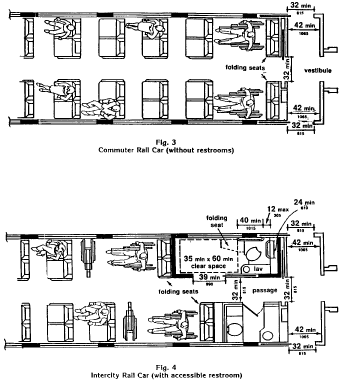 32 min
815
42 min
1065
folding seats
32 min
815
vestibule
42 min
1065
32 min
815
Fig. 3
Commuter Rail Car (without restrooms)
24 min
610
12 max
305
folding
seat
40 min
1015
32 min
815
35 min x 60 min
clear space
42 min
1065
lav
39 min
990
folding seats
32 min
815
passage
32 min
815
42 min
1065
32 min
815
Fig. 4
Intercity Rail Car (with accessible restroom)